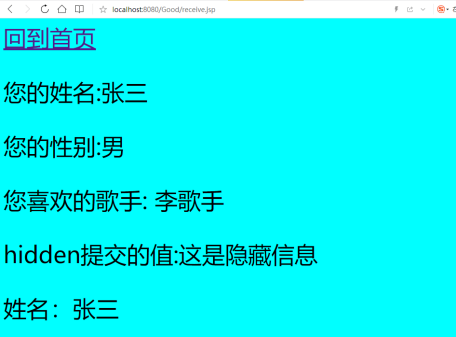 localhost:8080/Good/receive.jsp
回到首页
您的姓名:张三
您的性别:男
您喜欢的歌手: 李歌手
hidden提交的值:这是隐藏信息
姓名：张三